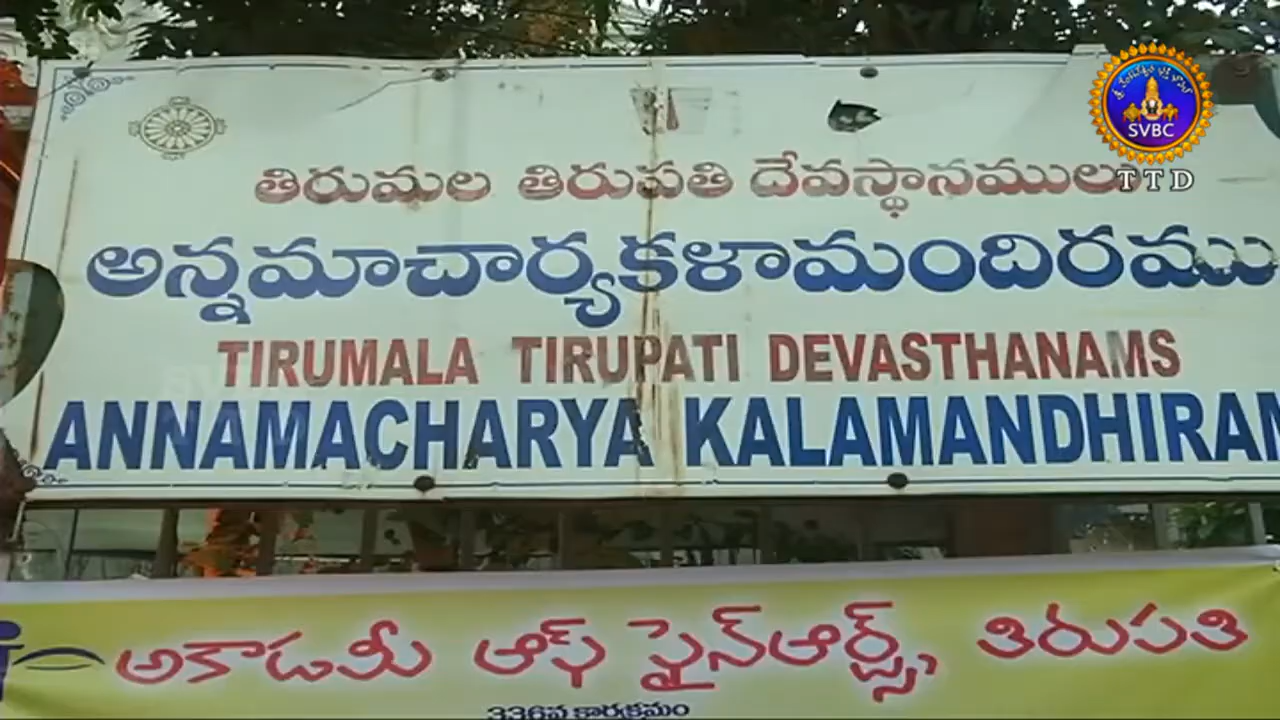 తిరుమల తిరుపతి దేవస్థానములు
అన్నమాచార్యకళామందిరము
TIRUMALA TIRUPATI DEVASTHANAMS
ANNAMACHARYA KALAMANDHIRAM
అకాడమీ ఆఫ్ ఫైన్ఆర్ట్స్, తిరుపతి
336వ కార్యక్రమం
SVBC
TTD